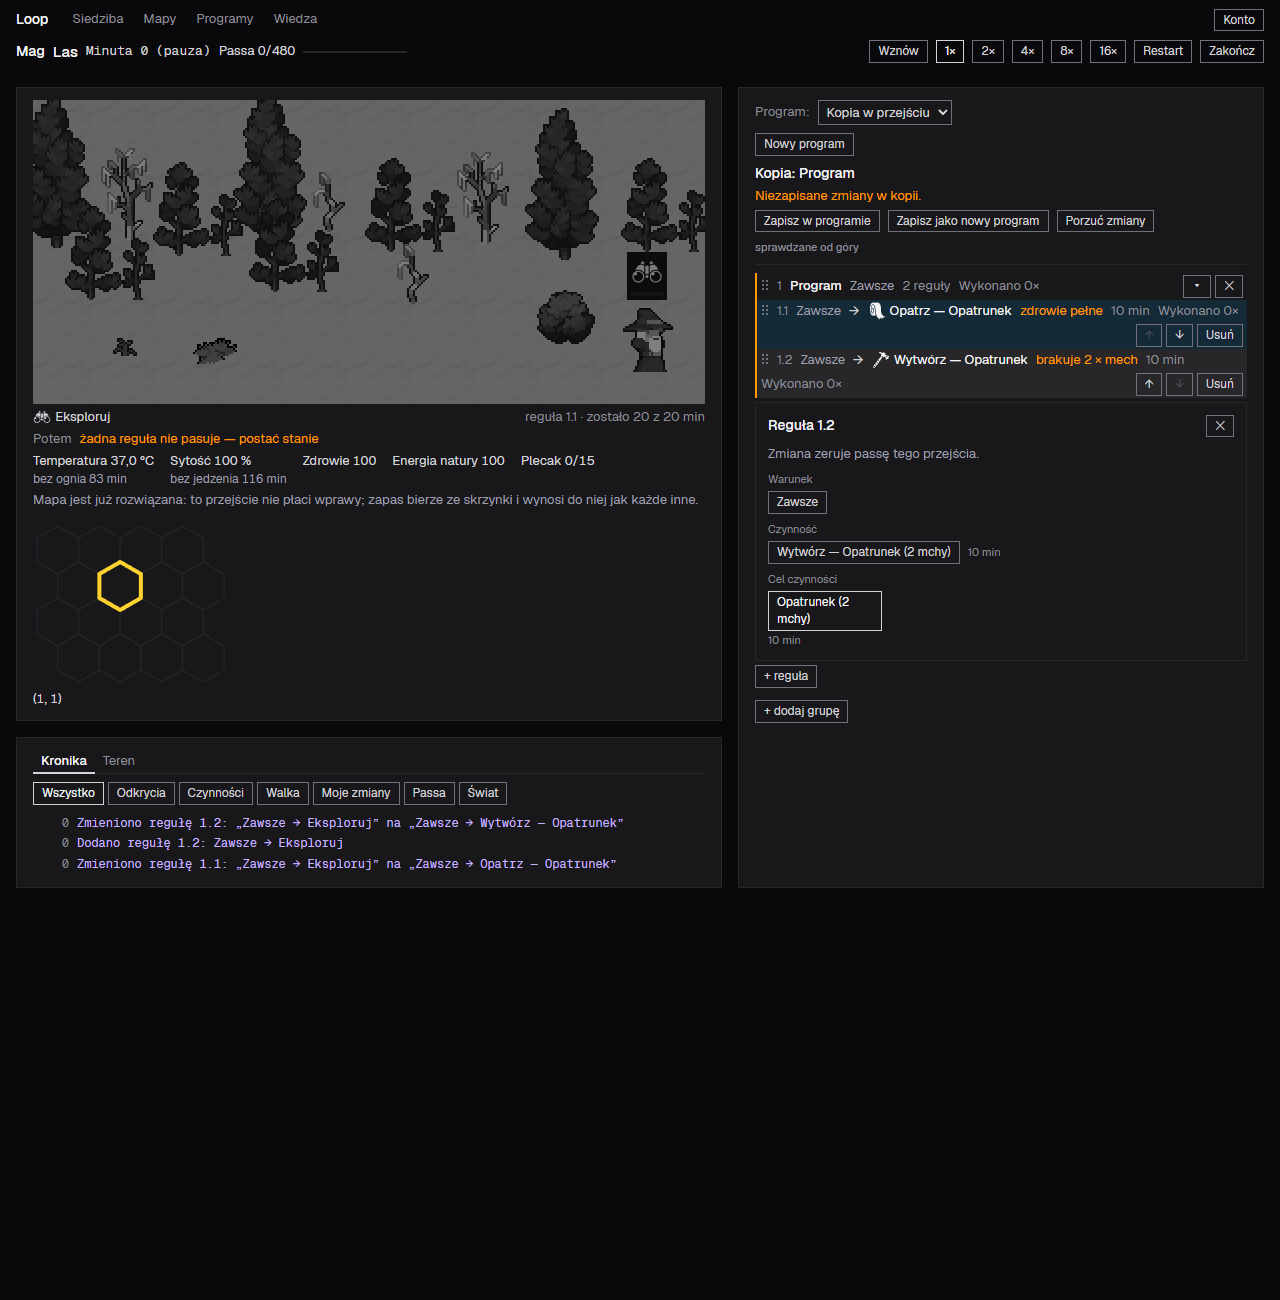 Loop Siedziba Mapy Programy Wiedza Konto
Mag Las Minuta 0 (pauza) Passa 0/480 Wznów 1× 2× 4× 8× 16× Restart Zakończ
Eksploruj reguła 1.1 · zostało 20 z 20 min
Potem żadna reguła nie pasuje — postać stanie
Temperatura 37,0 °C Sytość 100 % Zdrowie 100 Energia natury 100 Plecak 0/15
bez ognia 83 min bez jedzenia 116 min
Mapa jest już rozwiązana: to przejście nie płaci wprawy; zapas bierze ze skrzynki i wynosi do niej jak każde inne.
(1, 1)
Kronika Teren
Wszystko Odkrycia Czynności Walka Moje zmiany Passa Świat
0 Zmieniono regułę 1.2: „Zawsze → Eksploruj” na „Zawsze → Wytwórz — Opatrunek”
0 Dodano regułę 1.2: Zawsze → Eksploruj
0 Zmieniono regułę 1.1: „Zawsze → Eksploruj” na „Zawsze → Opatrz — Opatrunek”
Program: Kopia w przejściu
Nowy program
Kopia: Program
Niezapisane zmiany w kopii.
Zapisz w programie Zapisz jako nowy program Porzuć zmiany
sprawdzane od góry
1 Program Zawsze 2 reguły Wykonano 0×
1.1 Zawsze → Opatrz — Opatrunek zdrowie pełne 10 min Wykonano 0×
↑ ↓ Usuń
1.2 Zawsze → Wytwórz — Opatrunek brakuje 2 × mech 10 min
Wykonano 0× ↑ ↓ Usuń
Reguła 1.2
Zmiana zeruje passę tego przejścia.
Warunek
Zawsze
Czynność
Wytwórz — Opatrunek (2 mchy) 10 min
Cel czynności
Opatrunek (2
mchy)
10 min
+ reguła
+ dodaj grupę